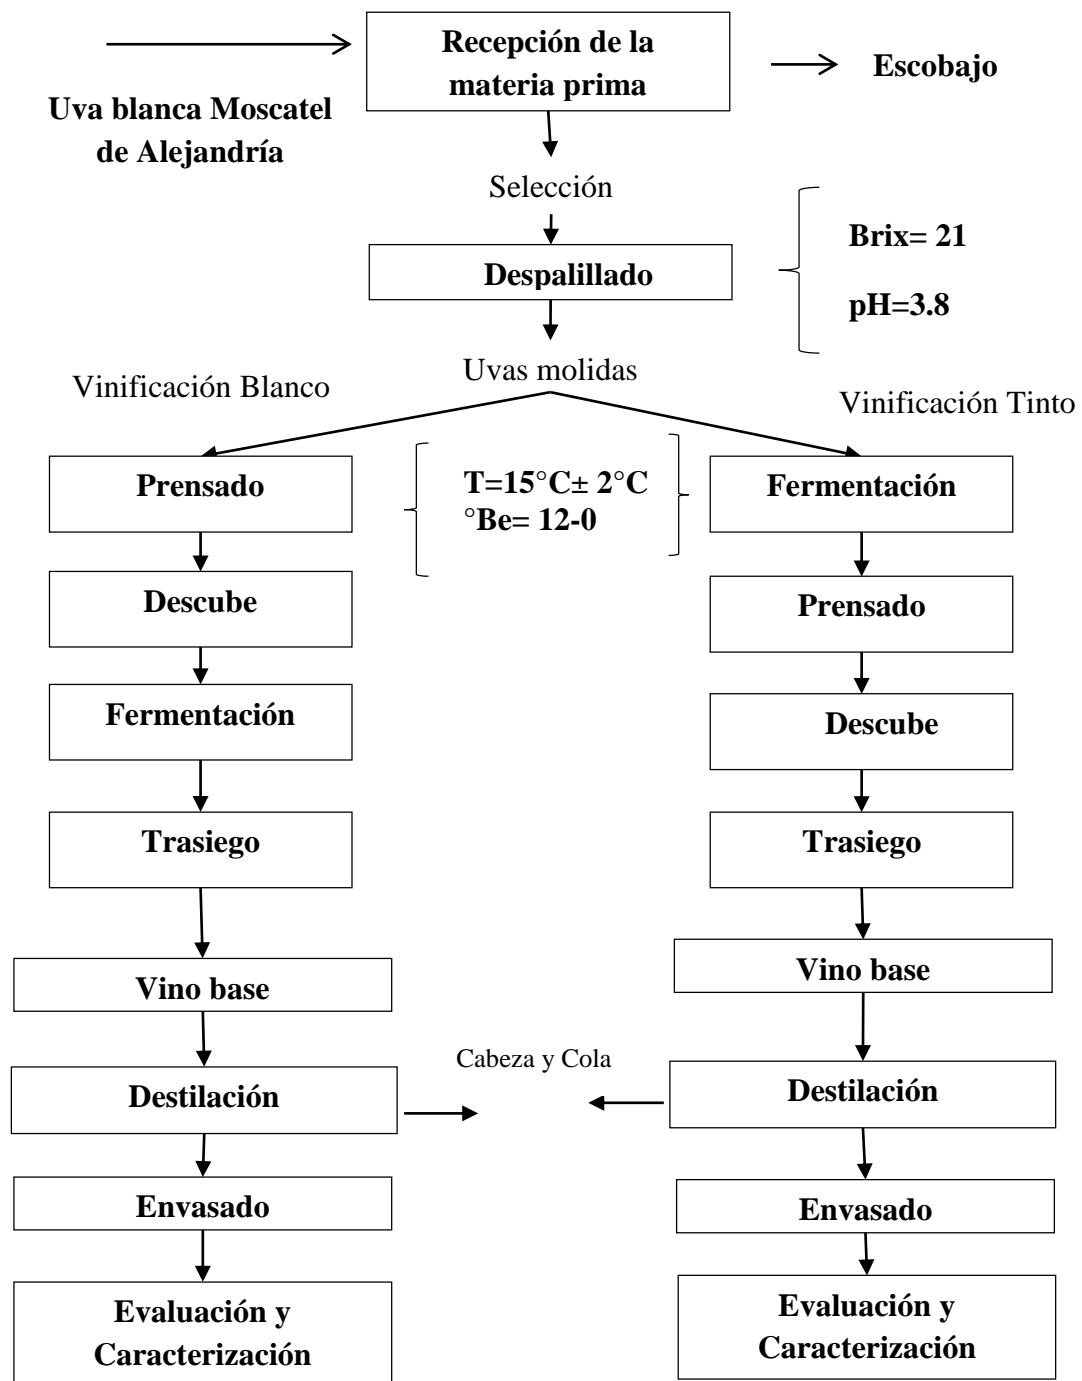 Recepción de la
materia prima
Escobajo
Uva blanca Moscatel
de Alejandría
Selección
Despalillado
Brix= 21
pH=3.8
Uvas molidas
Vinificación Blanco
Vinificación Tinto
Prensado
T=15°C± 2°C
°Be= 12-0
Fermentación
Descube
Prensado
Fermentación
Descube
Trasiego
Trasiego
Vino base
Vino base
Cabeza y Cola
Destilación
Destilación
Envasado
Envasado
Evaluación y
Caracterización
Evaluación y
Caracterización